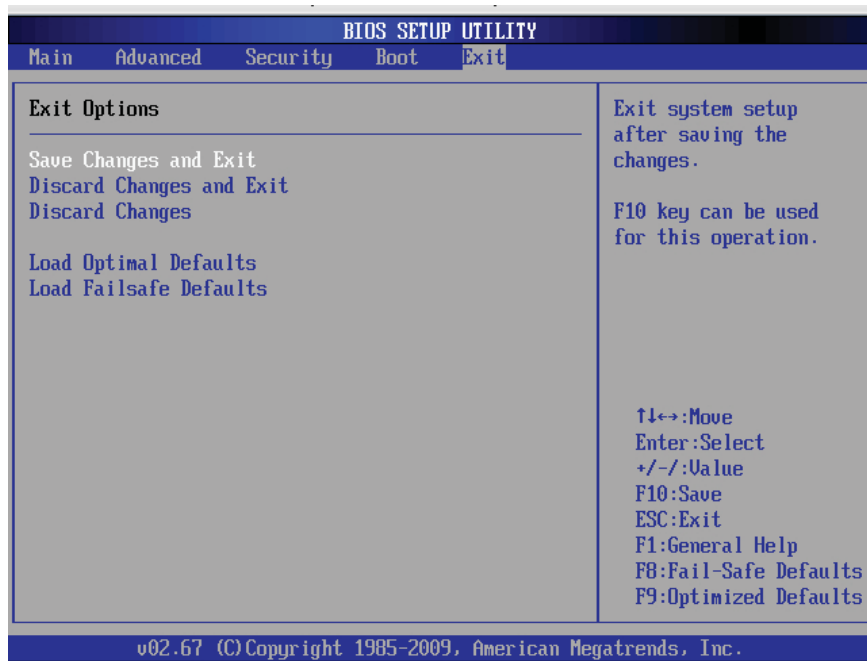 BIOS SETUP UTILITY
Main Advanced Security Boot Exit
Exit Options
Save Changes and Exit
Discard Changes and Exit
Discard Changes
Load Optimal Defaults
Load Failsafe Defaults
Exit system setup
after saving the
changes.
F10 key can be used
for this operation.
↑↓←→:Move
Enter:Select
+/-/:Value
F10:Save
ESC:Exit
F1:General Help
F8:Fail-Safe Defaults
F9:Optimized Defaults
v02.67 (C)Copyright 1985-2009, American Megatrends, Inc.